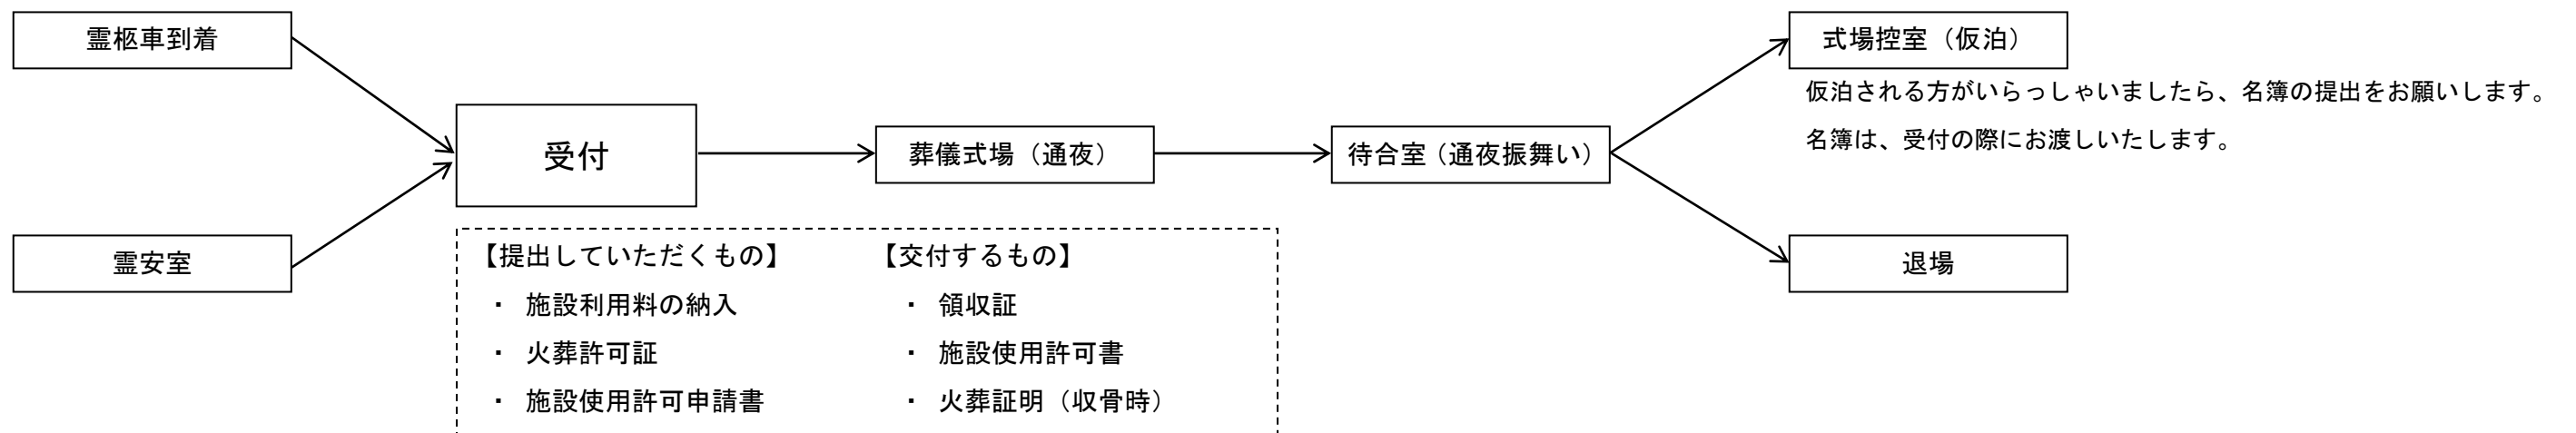 霊柩車到着
霊安室
受付
葬儀式場（通夜）
待合室（通夜振舞い）
式場控室（仮泊）
仮泊される方がいらっしゃいましたら、名簿の提出をお願いします。
名簿は、受付の際にお渡しいたします。
退場
【提出していただくもの】
・ 施設利用料の納入
・ 火葬許可証
・ 施設使用許可申請書
【交付するもの】
・ 領収証
・ 施設使用許可書
・ 火葬証明（収骨時）